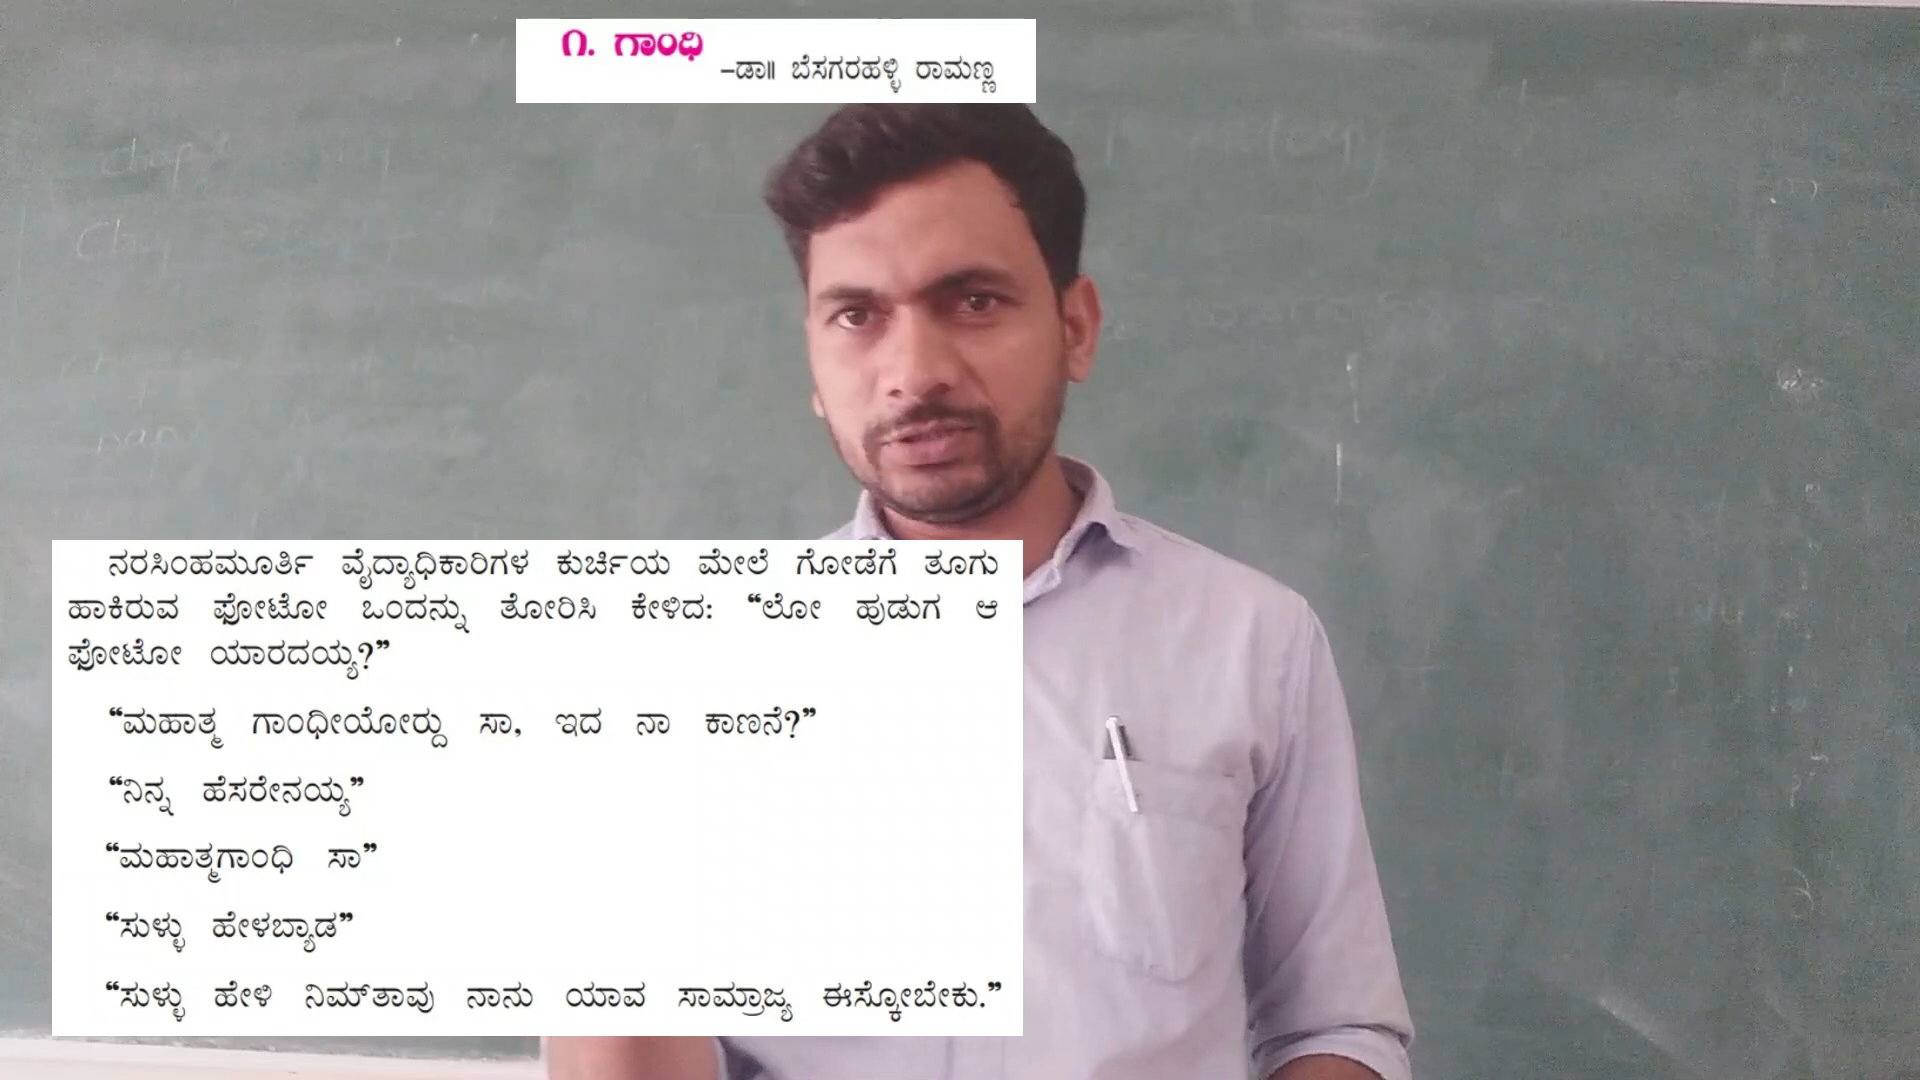 ೧. ಗಾಂಧಿ
–ಡಾ॥ ಬೆಸಗರಹಳ್ಳಿ ರಾಮಣ್ಣ
ನರಸಿಂಹಮೂರ್ತಿ ವೈದ್ಯಾಧಿಕಾರಿಗಳ ಕುರ್ಚಿಯ ಮೇಲೆ ಗೋಡೆಗೆ ತೂಗು
ಹಾಕಿರುವ ಫೋಟೋ ಒಂದನ್ನು ತೋರಿಸಿ ಕೇಳಿದ: “ಲೋ ಹುಡುಗ ಆ
ಫೋಟೋ ಯಾರದಯ್ಯ?”
“ಮಹಾತ್ಮ ಗಾಂಧೀಯೋರ‍್ದು ಸಾ, ಇದ ನಾ ಕಾಣನೆ?”
“ನಿನ್ನ ಹೆಸರೇನಯ್ಯ”
“ಮಹಾತ್ಮಗಾಂಧಿ ಸಾ”
“ಸುಳ್ಳು ಹೇಳಬ್ಯಾಡ”
“ಸುಳ್ಳು ಹೇಳಿ ನಿಮ್‌ತಾವು ನಾನು ಯಾವ ಸಾಮ್ರಾಜ್ಯ ಈಸ್ಕೋಬೇಕು.”